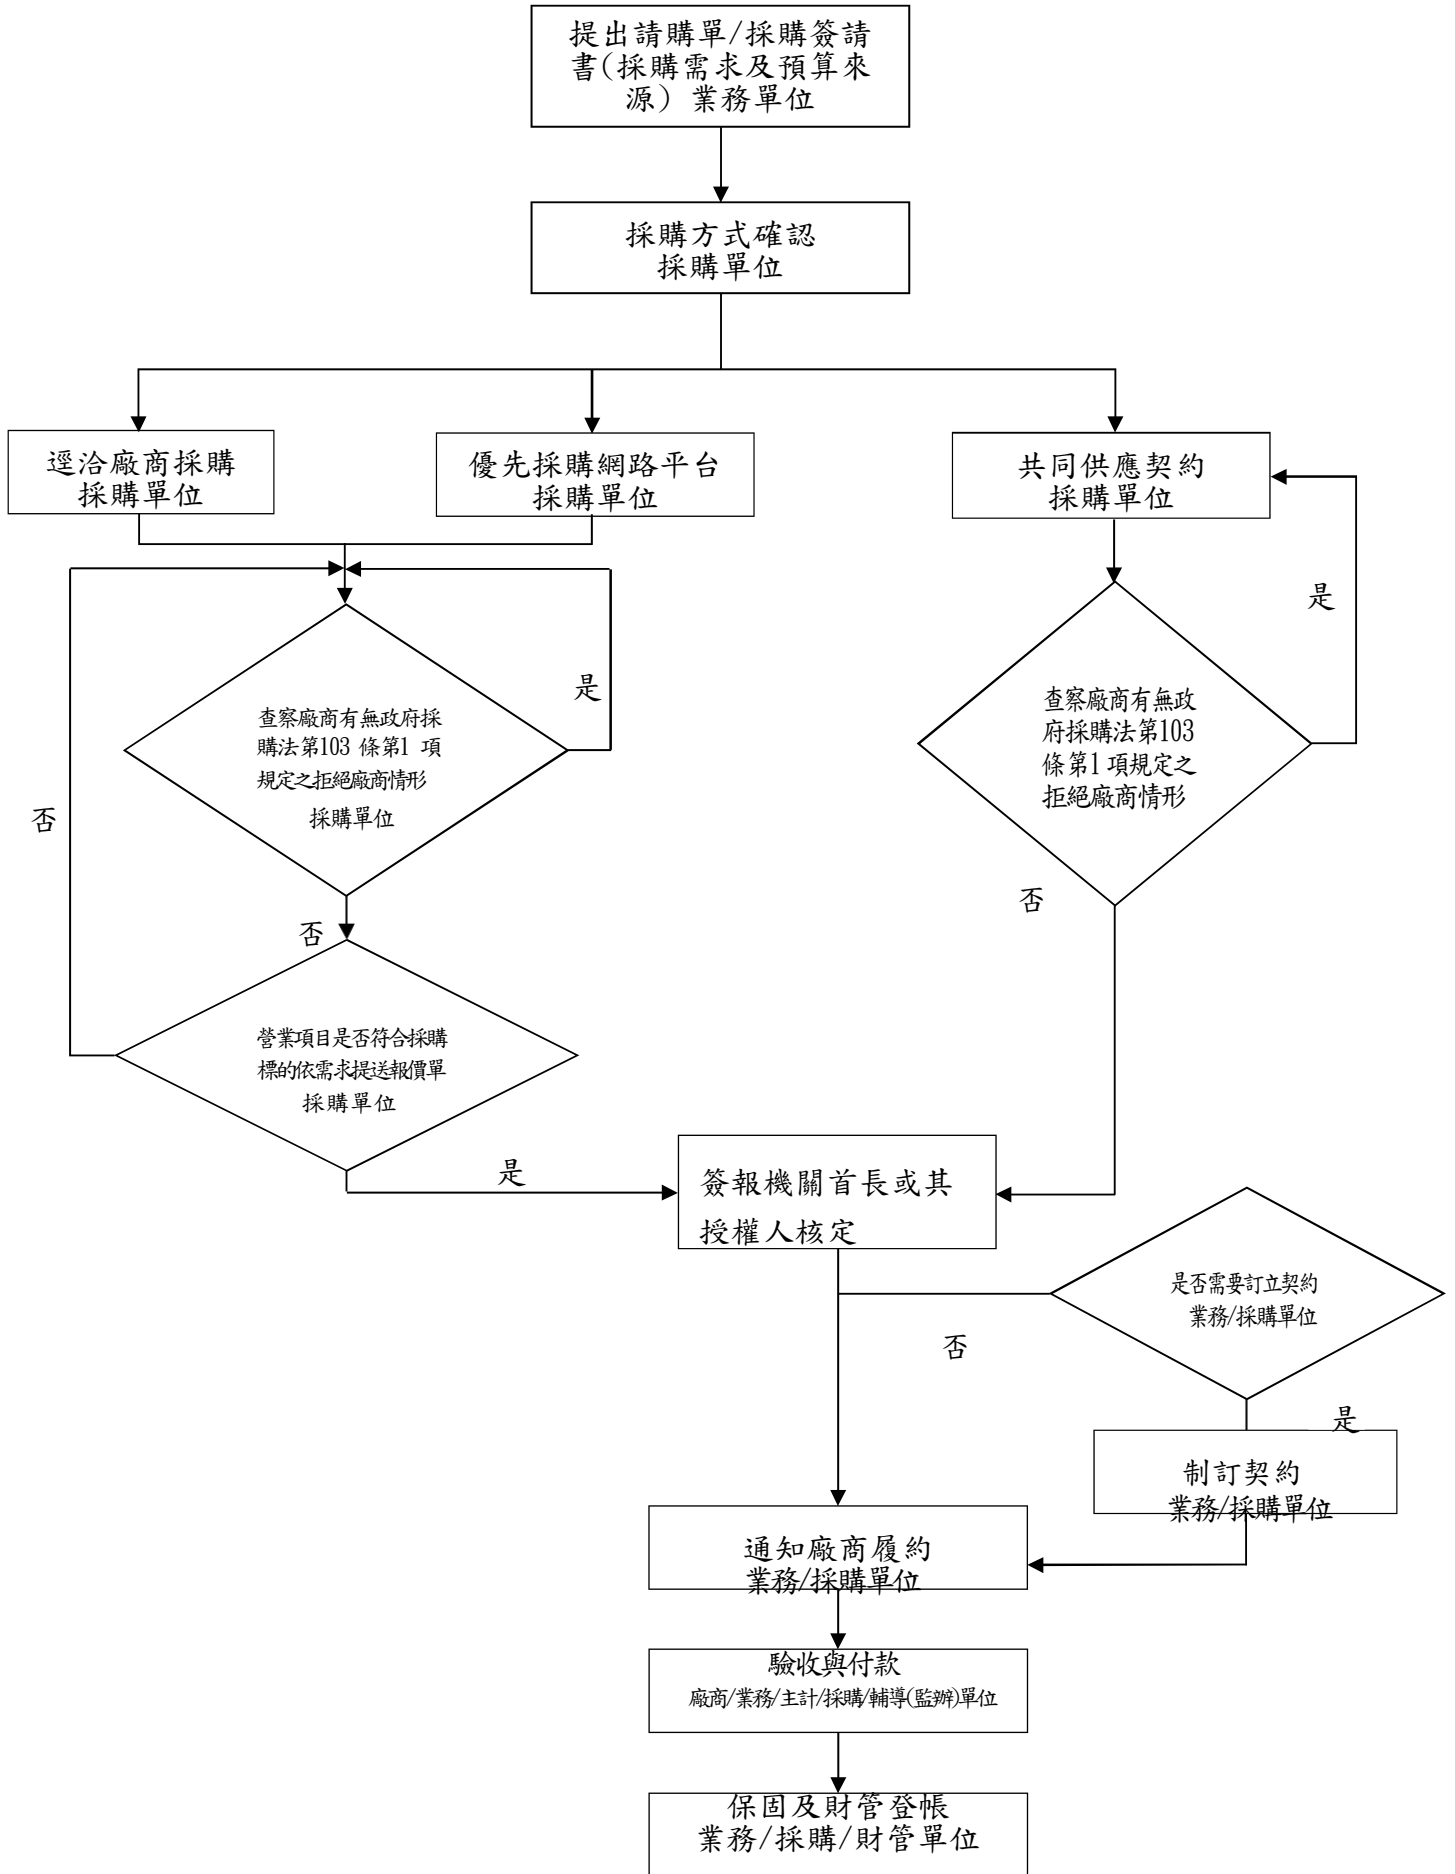 提出請購單/採購簽請
書(採購需求及預算來
源) 業務單位
採購方式確認
採購單位
逕洽廠商採購
採購單位
優先採購網路平台
採購單位
共同供應契約
採購單位
是
是
查察廠商有無政府採
購法第103 條第1 項
規定之拒絕廠商情形
採購單位
查察廠商有無政
府採購法第103
條第1項規定之
拒絕廠商情形
否
否
否
營業項目是否符合採購
標的依需求提送報價單
採購單位
是
簽報機關首長或其
授權人核定
是否需要訂立契約
業務/採購單位
否
是
制訂契約
業務/採購單位
通知廠商履約
業務/採購單位
驗收與付款
廠商/業務/主計/採購/輔導(監辦)單位
保固及財管登帳
業務/採購/財管單位